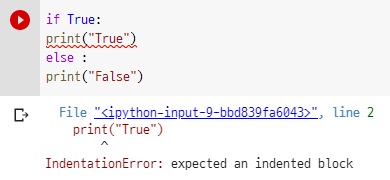 if True:
print("True")
else :
print("False")
File "<ipython-input-9-bbd839fa6043>", line 2
print("True")
^
IndentationError: expected an indented block